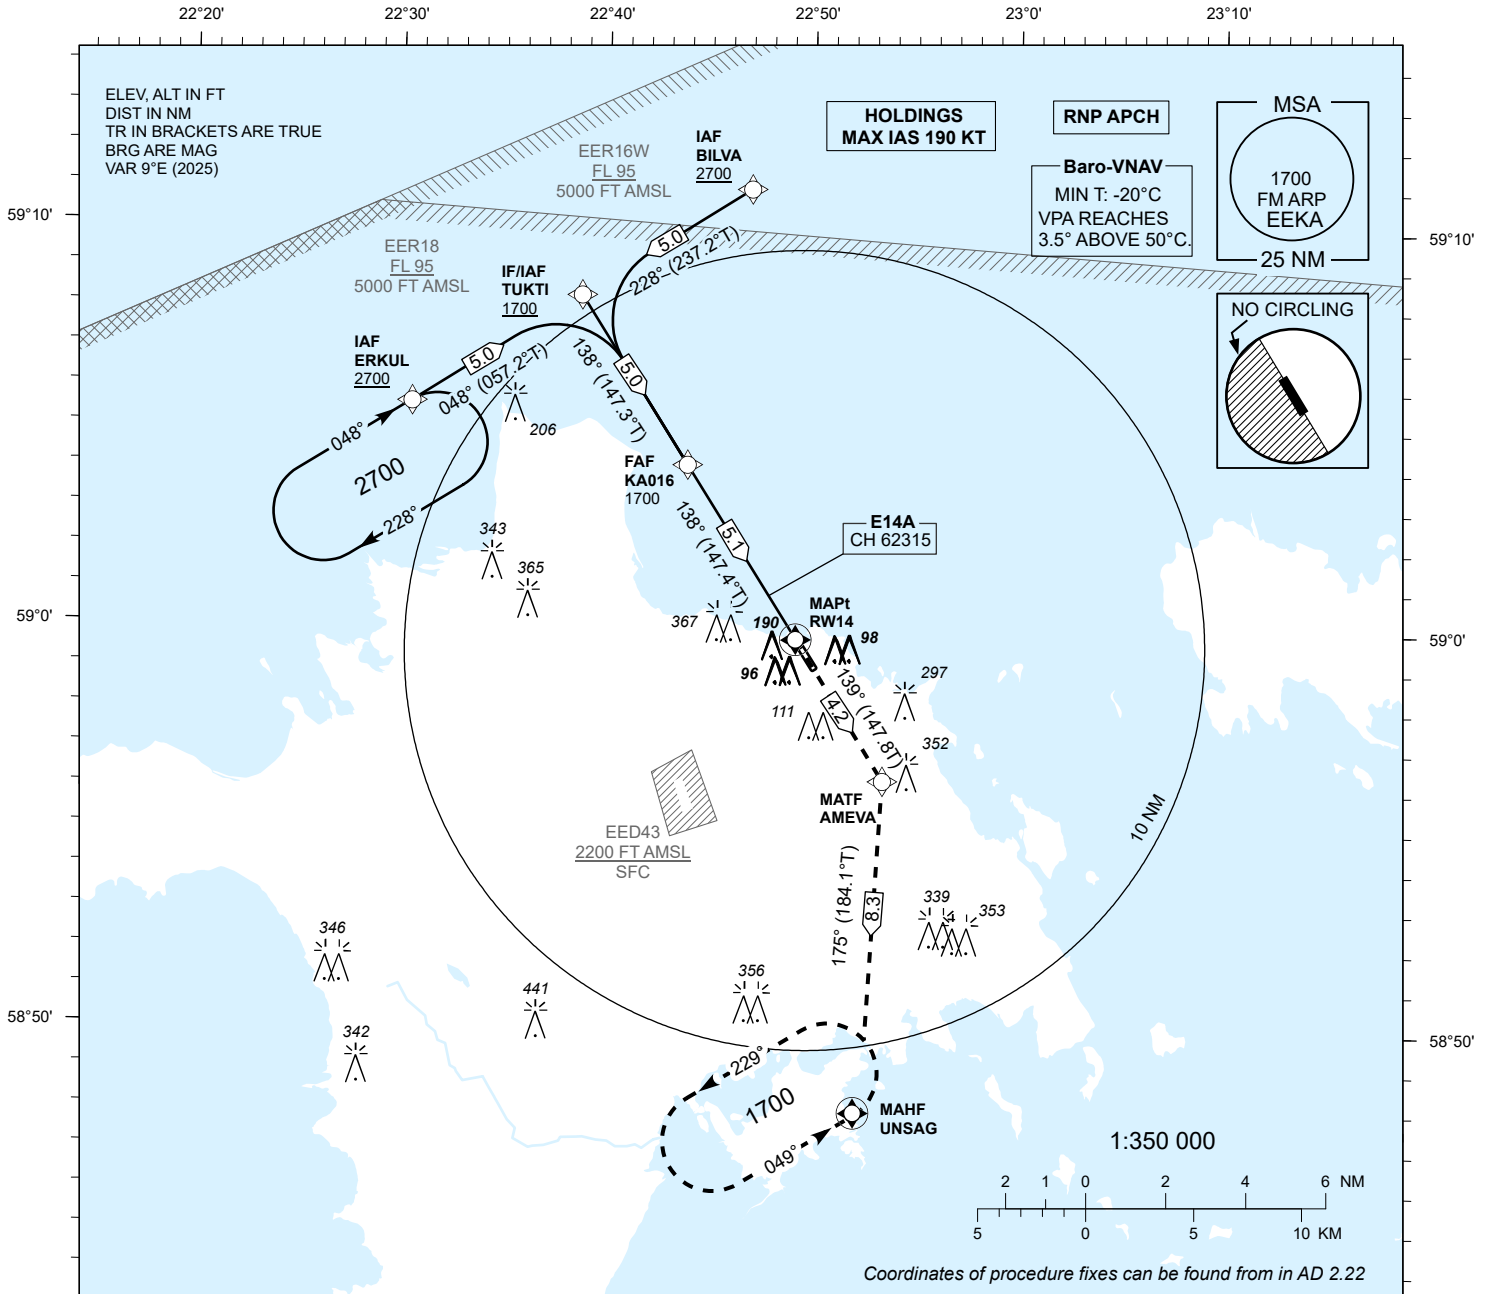 22°20'
22°30'
22°40'
22°50'
23°0'
23°10'
ELEV, ALT IN FT
DIST IN NM
TR IN BRACKETS ARE TRUE
BRG ARE MAG
VAR 9°E (2025)
HOLDINGS
MAX IAS 190 KT
RNP APCH
MSA
1700
FM ARP
EEKA
25 NM
Baro-VNAV
MIN T: -20°C
VPA REACHES
3.5° ABOVE 50°C.
NO CIRCLING
EER16W
FL 95
5000 FT AMSL
IAF
BILVA
2700
59°10'
59°10'
EER18
FL 95
5000 FT AMSL
IF/IAF
TUKTI
1700
5.0
228° (237.2°T)
IAF
ERKUL
2700
5.0
048° (057.2°T)
5.0
138° (147.3°T)
206
048°
2700
228°
FAF
KA016
1700
138° (147.4°T)
5.1
E14A
CH 62315
343
365
59°0'
59°0'
367
190
96
MAPt
RW14
98
297
111
139° (147.8T)
4.2
352
MATF
AMEVA
EED43
2200 FT AMSL
SFC
10 NM
175° (184.1°T)
8.3
339
4
353
346
356
441
342
58°50'
58°50'
229°
1700
049°
MAHF
UNSAG
1:350 000
2 1 0 2 4 6 NM
5 0 5 10 KM
Coordinates of procedure fixes can be found from in AD 2.22